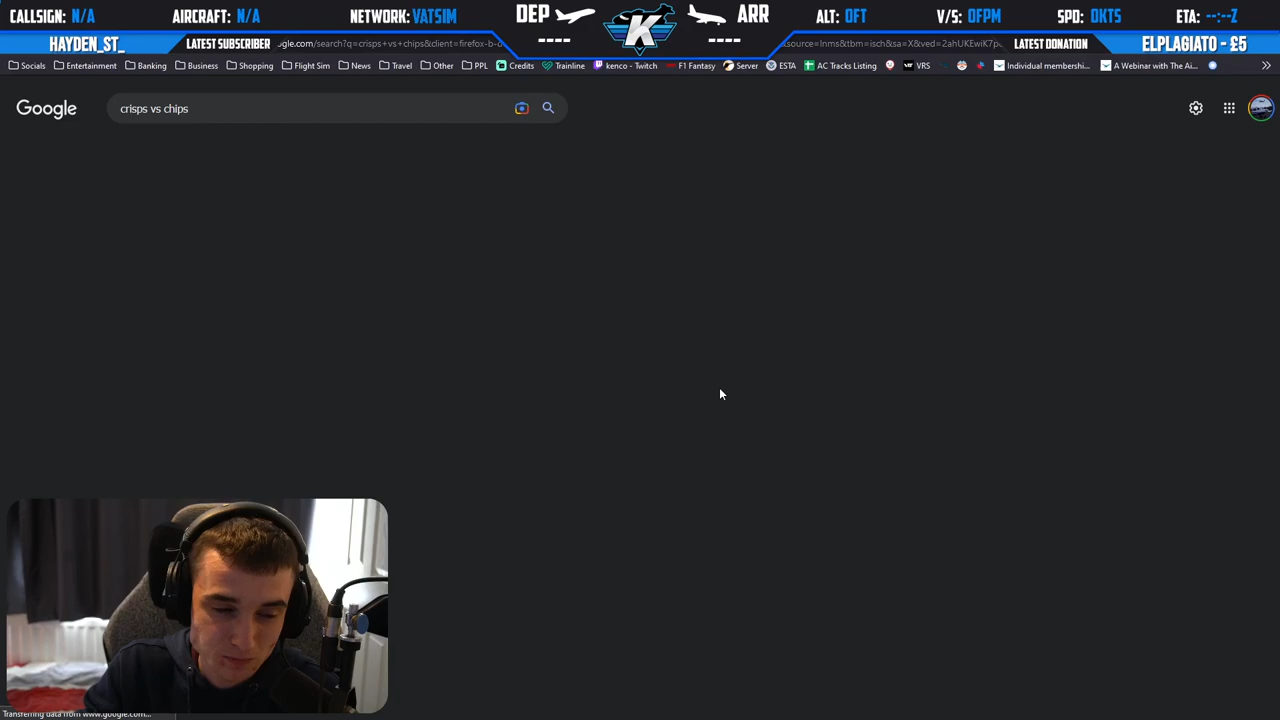 CALLSIGN: N/A AIRCRAFT: N/A NETWORK: VATSIM DEP ARR ALT: 0FT V/S: 0FPM SPD: 0KTS ETA: --:--Z
---- K ----
HAYDEN_ST_ LATEST SUBSCRIBER gle.com/search?q=crisps+vs+chips&client=firefox-b-d LATEST DONATION ELPLAGIATO - £5
Socials Entertainment Banking Business Shopping Flight Sim News Travel Other PPL Credits Trainline kenco - Twitch F1 Fantasy Server ESTA AC Tracks Listing VRS Individual membershi... A Webinar with The Ai...
Google crisps vs chips
Transferring data from www.google.com...